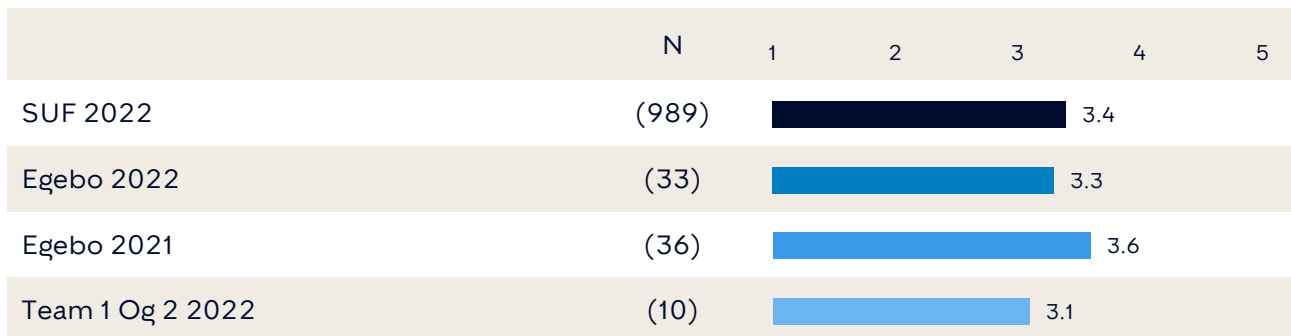 N 1 2 3 4 5
SUF 2022 (989) 3.4
Egebo 2022 (33) 3.3
Egebo 2021 (36) 3.6
Team 1 Og 2 2022 (10) 3.1